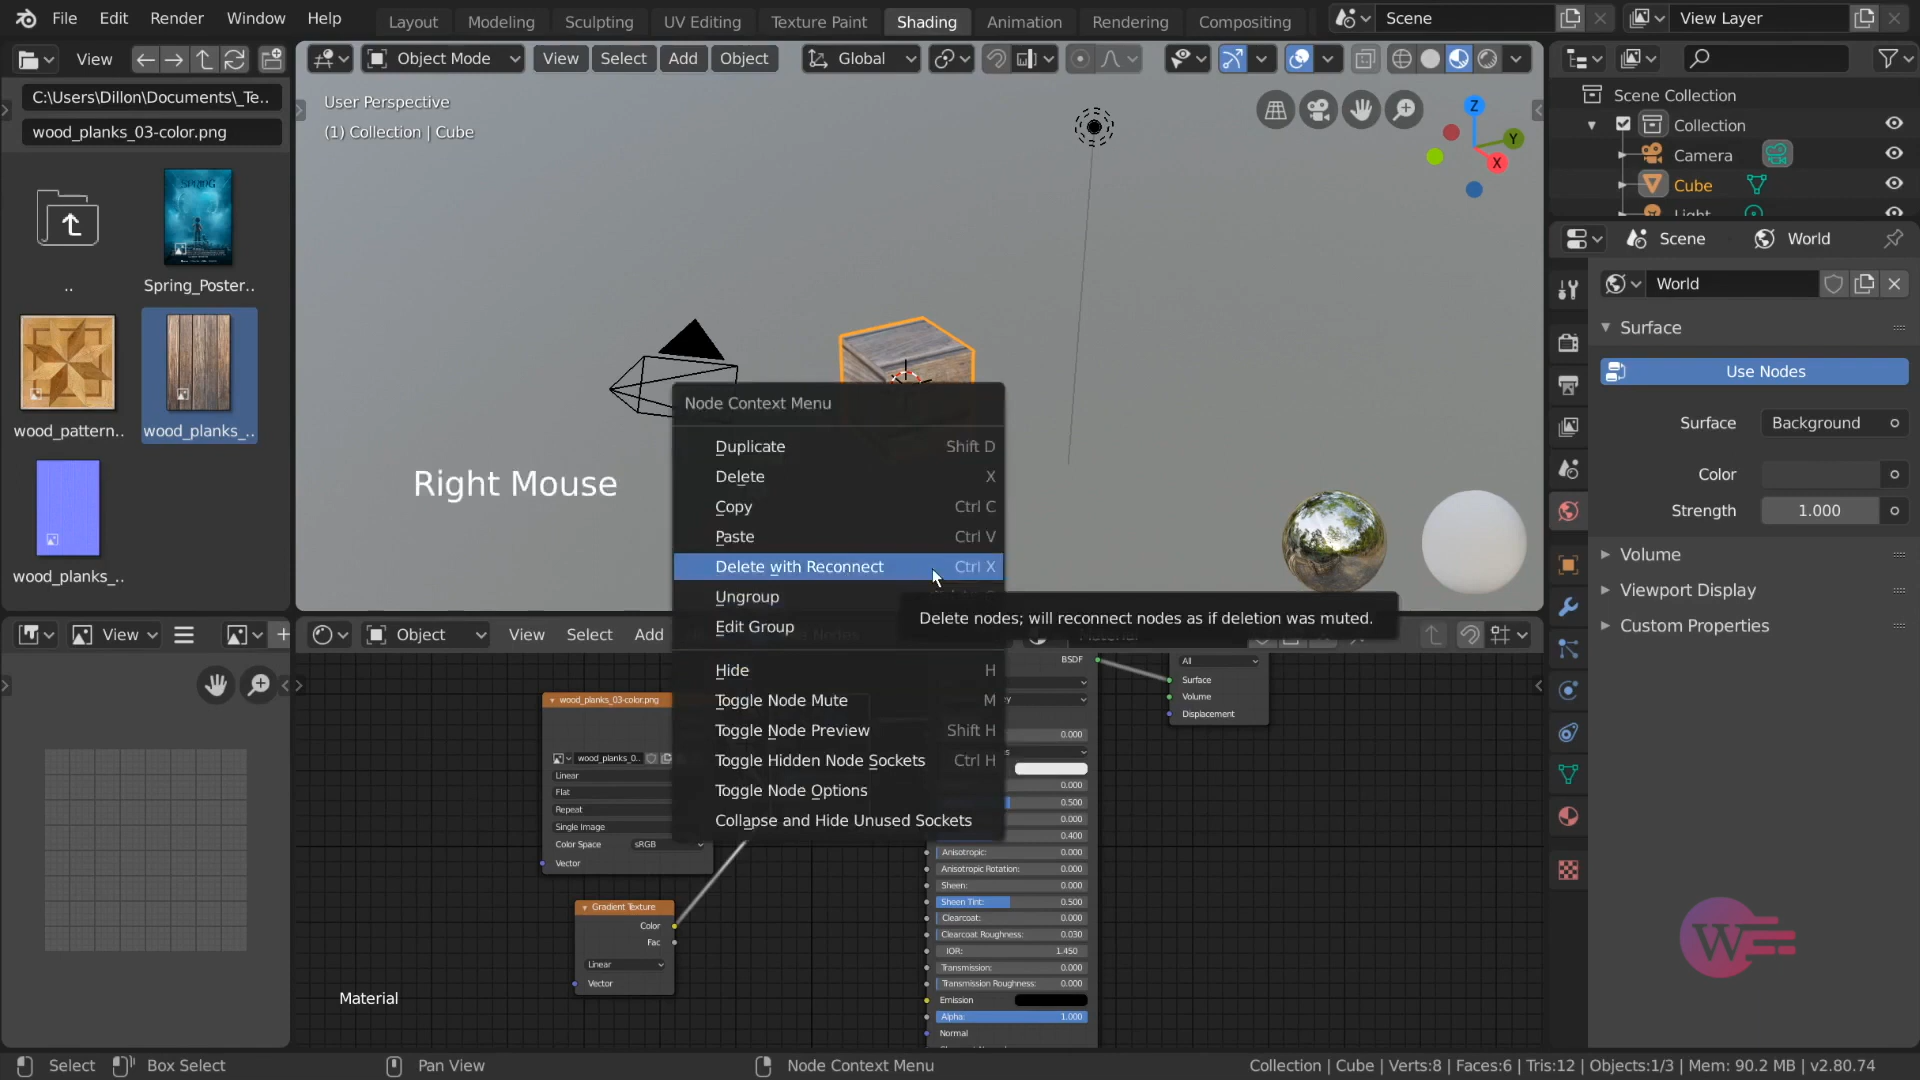 File Edit Render Window Help
Layout Modeling Sculpting UV Editing Texture Paint Shading Animation Rendering Compositing
Scene
View Layer
View
Object Mode View Select Add Object
Global
C:\Users\Dillon\Documents\_Te..
wood_planks_03-color.png
..
Spring_Poster..
SPRING
wood_pattern..
wood_planks_..
wood_planks_..
User Perspective
(1) Collection | Cube
Z
Y
X
Right Mouse
Node Context Menu
Duplicate Shift D
Delete X
Copy Ctrl C
Paste Ctrl V
Delete with Reconnect Ctrl X
Ungroup
Edit Group
Hide H
Toggle Node Mute M
Toggle Node Preview Shift H
Toggle Hidden Node Sockets Ctrl H
Toggle Node Options
Collapse and Hide Unused Sockets
Delete nodes; will reconnect nodes as if deletion was muted.
Scene Collection
Collection
Camera
Cube
Light
Scene World
World
Surface
Use Nodes
Surface Background
Color
Strength 1.000
Volume
Viewport Display
Custom Properties
View
Object View Select Add
wood_planks_03-color.png
wood_planks_0..
Linear
Flat
Repeat
Single Image
Color Space sRGB
Vector
Gradient Texture
Color
Fac
Linear
Vector
BSDF
0.000
0.000
0.500
0.000
0.400
Anisotropic: 0.000
Anisotropic Rotation: 0.000
Sheen: 0.000
Sheen Tint: 0.500
Clearcoat: 0.000
Clearcoat Roughness: 0.030
IOR: 1.450
Transmission: 0.000
Transmission Roughness: 0.000
Emission
Alpha: 1.000
Normal
All
Surface
Volume
Displacement
Material
W
Select Box Select Pan View Node Context Menu
Collection | Cube | Verts:8 | Faces:6 | Tris:12 | Objects:1/3 | Mem: 90.2 MB | v2.80.74